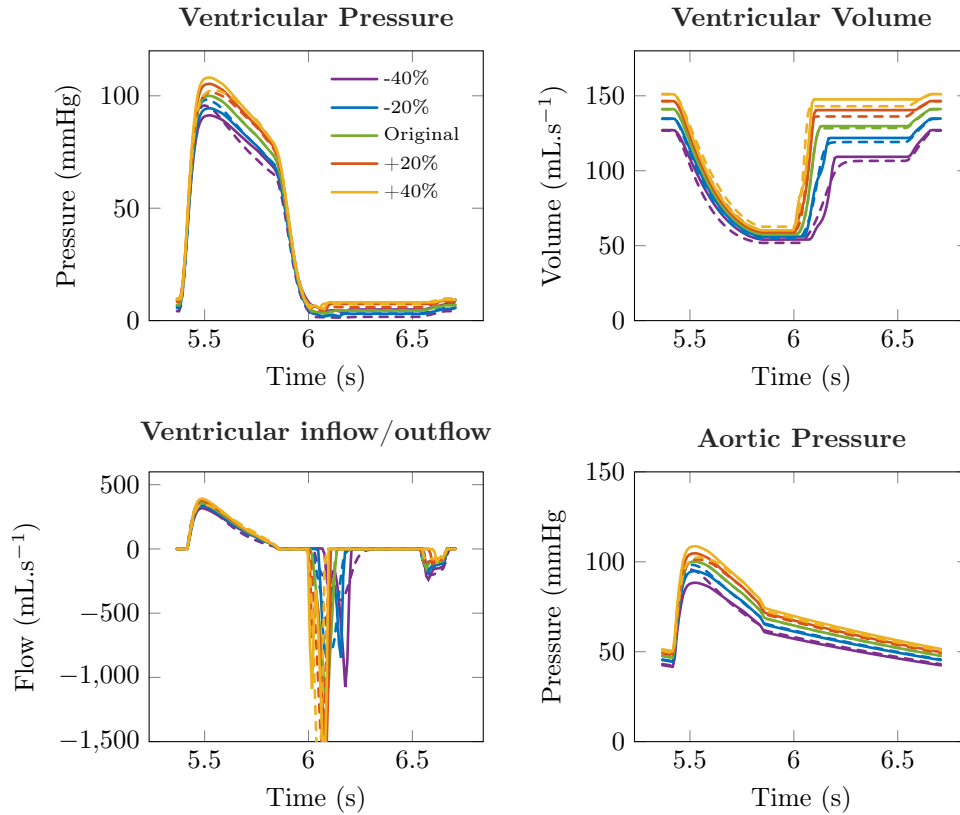 Ventricular Pressure
100
50
0
5.5 6 6.5
Time (s)
Pressure (mmHg)
-40%
-20%
Original
+20%
+40%
Ventricular Volume
150
100
50
0
5.5 6 6.5
Time (s)
Volume (mL.s⁻¹)
Ventricular inflow/outflow
500
0
−500
−1,000
−1,500
5.5 6 6.5
Time (s)
Flow (mL.s⁻¹)
Aortic Pressure
150
100
50
0
5.5 6 6.5
Time (s)
Pressure (mmHg)